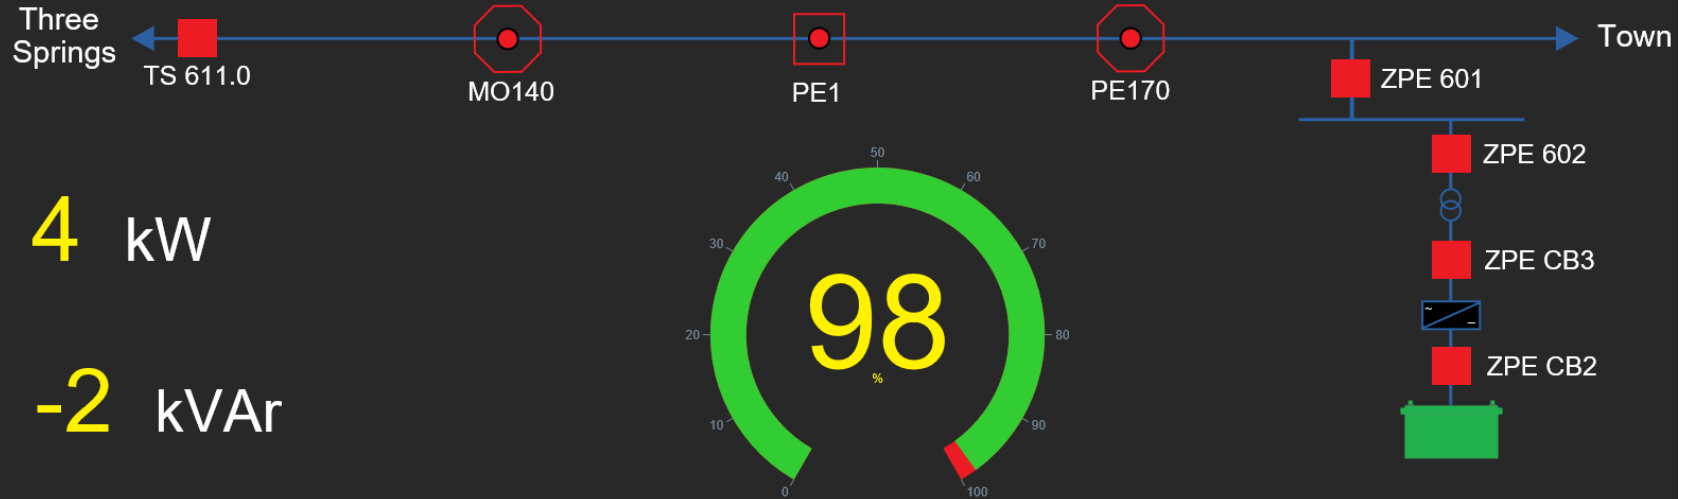 Three
Springs
TS 611.0
MO140
PE1
PE170
Town
ZPE 601
ZPE 602
ZPE CB3
~
–
ZPE CB2
4 kW
-2 kVAr
0
10
20
30
40
50
60
70
80
90
100
98
%